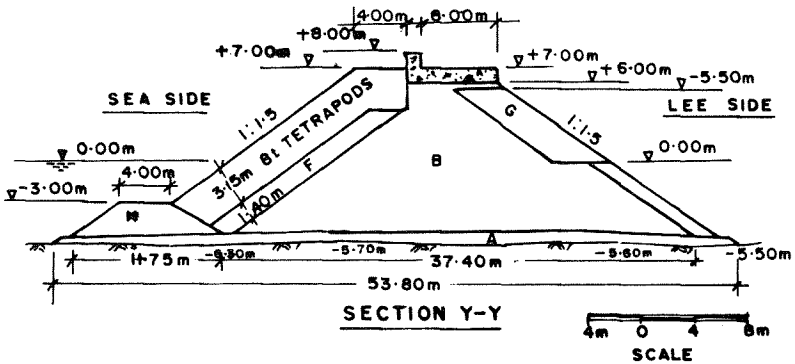 4.00m 8.00m
+8.00m
+7.00m
+7.00m
+6.00m
-5.50m
SEA SIDE
LEE SIDE
1:1.5
8t TETRAPODS
G
1:1.5
0.00m
0.00m
4.00m
3.15m
F
B
-3.00m
1.40m
A
11.75m -6.30m -5.70m 37.40m -5.60m -5.50m
53.80m
SECTION Y-Y
4m 0 4 8m
SCALE